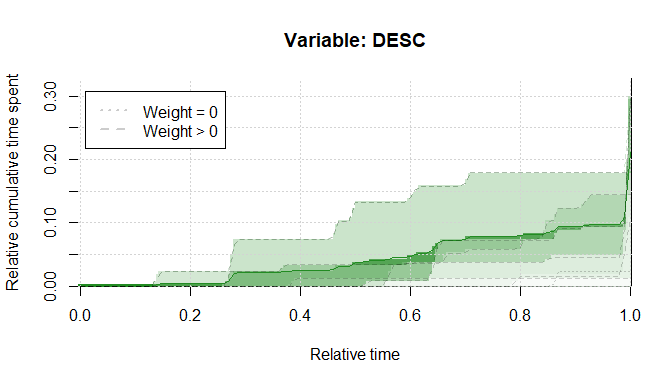 Variable: DESC
Relative cumulative time spent
0.30
0.20
0.10
0.00
Weight = 0
Weight > 0
0.0 0.2 0.4 0.6 0.8 1.0
Relative time